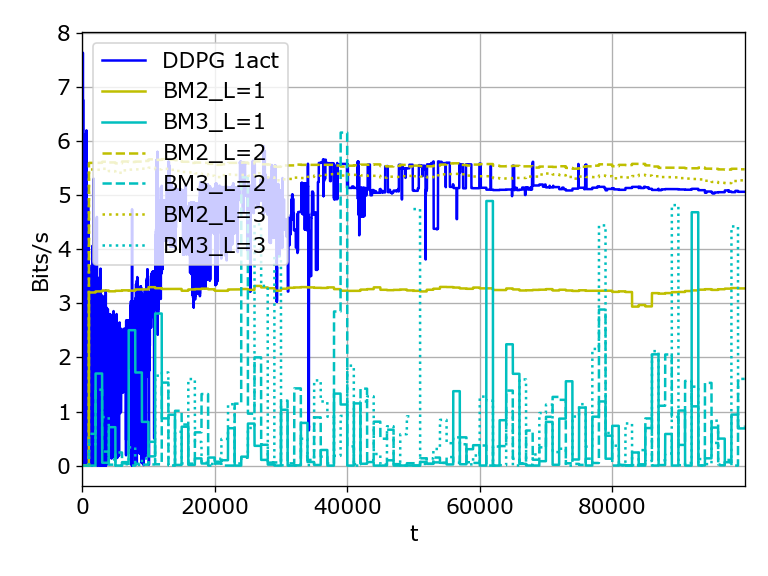 8
7
6
5
4
3
2
1
0
Bits/s
DDPG 1act
BM2_L=1
BM3_L=1
BM2_L=2
BM3_L=2
BM2_L=3
BM3_L=3
0 20000 40000 60000 80000
t